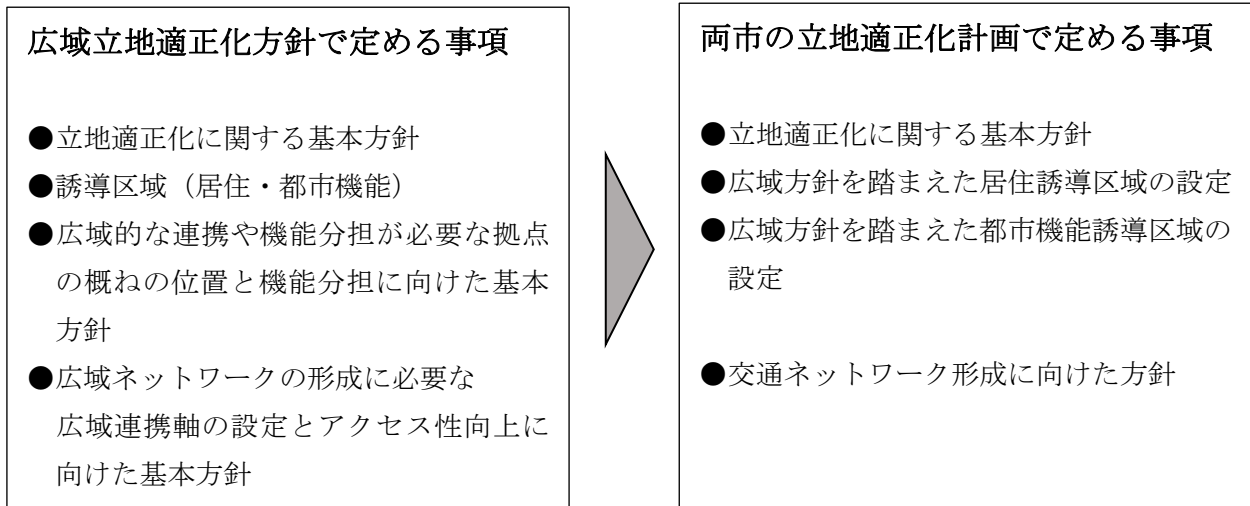 広域立地適正化方針で定める事項
●立地適正化に関する基本方針
●誘導区域（居住・都市機能）
●広域的な連携や機能分担が必要な拠点
の概ねの位置と機能分担に向けた基本
方針
●広域ネットワークの形成に必要な
広域連携軸の設定とアクセス性向上に
向けた基本方針
両市の立地適正化計画で定める事項
●立地適正化に関する基本方針
●広域方針を踏まえた居住誘導区域の設定
●広域方針を踏まえた都市機能誘導区域の
設定
●交通ネットワーク形成に向けた方針